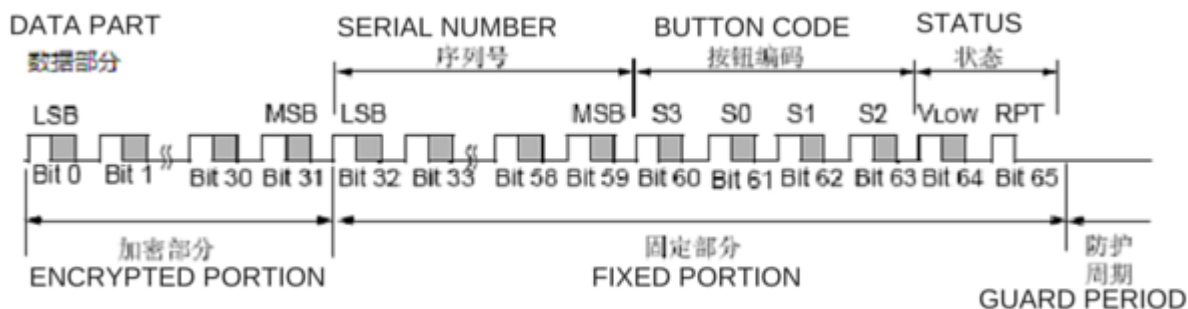 DATA PART SERIAL NUMBER BUTTON CODE STATUS
数据部分 序列号 按钮编码 状态
LSB MSB LSB MSB S3 S0 S1 S2 VLOW RPT
Bit 0 Bit 1 Bit 30 Bit 31 Bit 32 Bit 33 Bit 58 Bit 59 Bit 60 Bit 61 Bit 62 Bit 63 Bit 64 Bit 65
加密部分 固定部分 防护
周期
ENCRYPTED PORTION FIXED PORTION
GUARD PERIOD